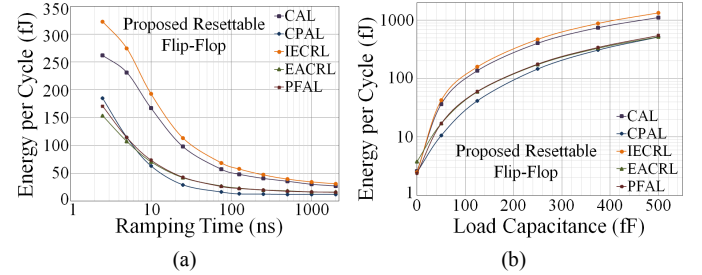 Energy per Cycle (fJ)
350
300
250
200
150
100
50
0
Proposed Resettable
Flip-Flop
CAL
CPAL
IECRL
EACRL
PFAL
1
10
100
1000
Ramping Time (ns)
(a)
Energy per Cycle (fJ)
1000
100
10
1
Proposed Resettable
Flip-Flop
CAL
CPAL
IECRL
EACRL
PFAL
0
100
200
300
400
500
Load Capacitance (fF)
(b)